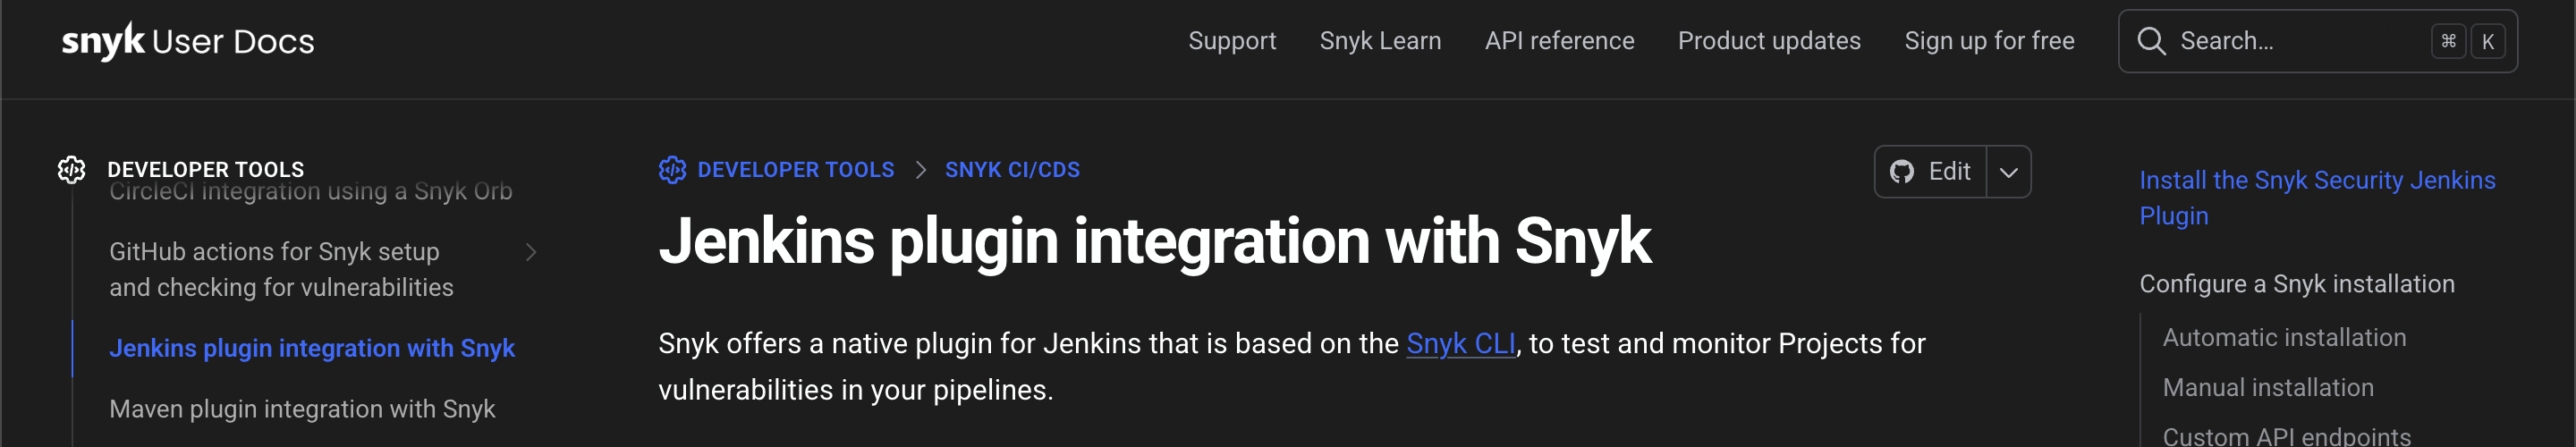 snyk User Docs
Support
Snyk Learn
API reference
Product updates
Sign up for free
Search...
⌘ K
DEVELOPER TOOLS
CircleCI integration using a Snyk Orb
GitHub actions for Snyk setup
and checking for vulnerabilities
Jenkins plugin integration with Snyk
Maven plugin integration with Snyk
DEVELOPER TOOLS > SNYK CI/CDS
Edit
Jenkins plugin integration with Snyk
Snyk offers a native plugin for Jenkins that is based on the Snyk CLI, to test and monitor Projects for
vulnerabilities in your pipelines.
Install the Snyk Security Jenkins
Plugin
Configure a Snyk installation
Automatic installation
Manual installation
Custom API endpoints